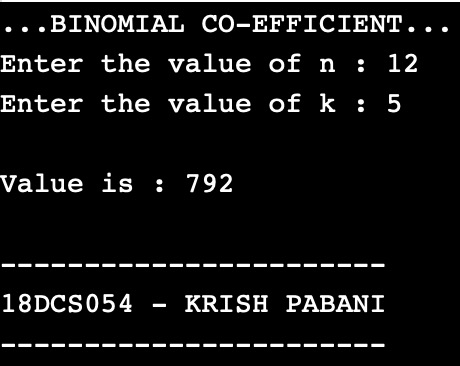 ...BINOMIAL CO-EFFICIENT...
Enter the value of n : 12
Enter the value of k : 5
Value is : 792
------------------------
18DCS054 - KRISH PABANI
------------------------